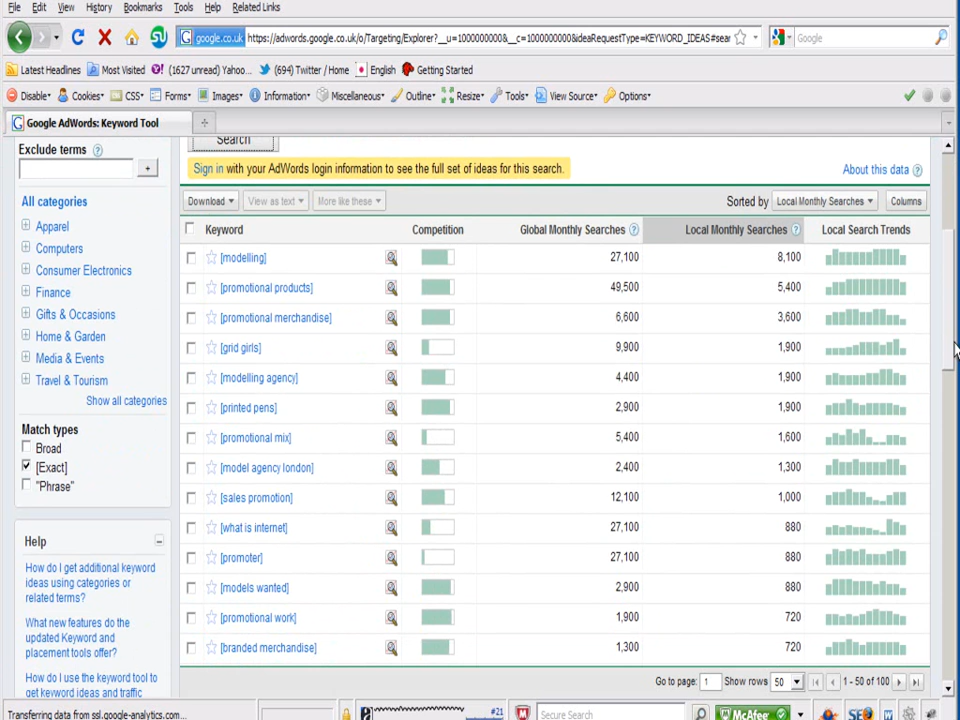 File Edit View History Bookmarks Tools Help Related Links
google.co.uk https://adwords.google.co.uk/o/Targeting/Explorer?__u=1000000000&__c=1000000000&ideaRequestType=KEYWORD_IDEAS#sear Google
Latest Headlines Most Visited (1627 unread) Yahoo... (694) Twitter / Home English Getting Started
Disable Cookies CSS Forms Images Information Miscellaneous Outline Resize Tools View Source Options
Google AdWords: Keyword Tool
Search
Exclude terms
Sign in with your AdWords login information to see the full set of ideas for this search. About this data
All categories
Apparel
Computers
Consumer Electronics
Finance
Gifts & Occasions
Home & Garden
Media & Events
Travel & Tourism
Show all categories
Match types
Broad
[Exact]
"Phrase"
Help
How do I get additional keyword
ideas using categories or
related terms?
What new features do the
updated Keyword and
placement tools offer?
How do I use the keyword tool to
get keyword ideas and traffic
Download View as text More like these Sorted by Local Monthly Searches Columns
Keyword Competition Global Monthly Searches Local Monthly Searches Local Search Trends
[modelling] 27,100 8,100
[promotional products] 49,500 5,400
[promotional merchandise] 6,600 3,600
[grid girls] 9,900 1,900
[modelling agency] 4,400 1,900
[printed pens] 2,900 1,900
[promotional mix] 5,400 1,600
[model agency london] 2,400 1,300
[sales promotion] 12,100 1,000
[what is internet] 27,100 880
[promoter] 27,100 880
[models wanted] 2,900 880
[promotional work] 1,900 720
[branded merchandise] 1,300 720
Go to page: 1 Show rows 50 1 - 50 of 100
Transferring data from ssl.google-analytics.com... #21 Secure Search McAfee SEO